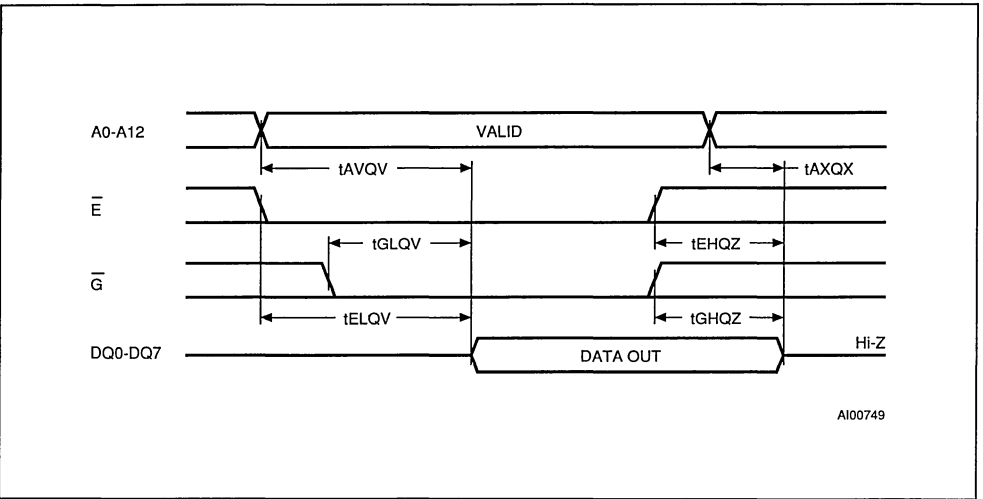 A0-A12 VALID
tAVQV tAXQX
E̅
tGLQV tEHQZ
G̅
tELQV tGHQZ
DQ0-DQ7 DATA OUT Hi-Z
AI00749